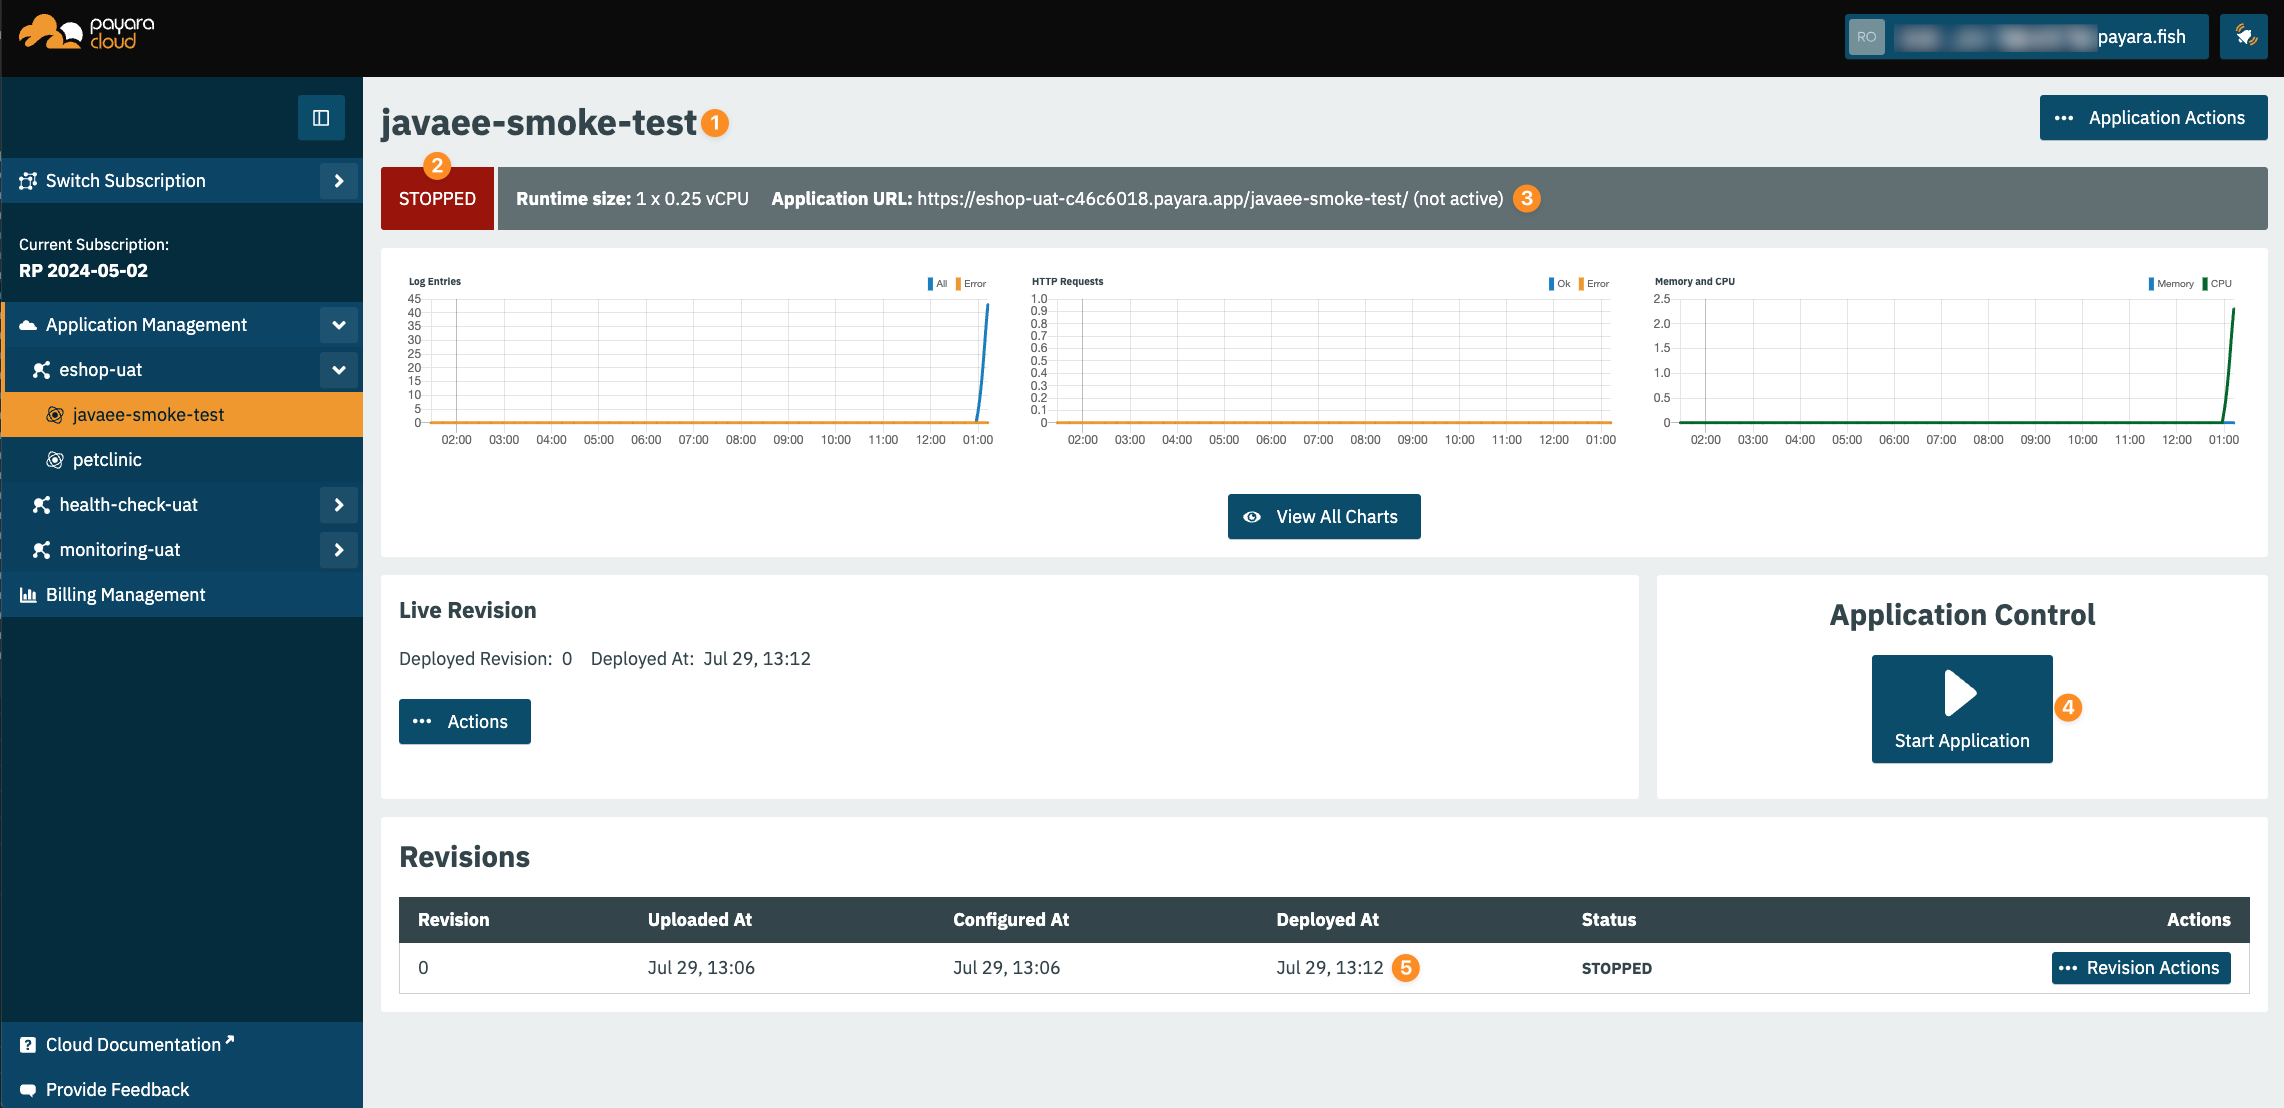 payara
cloud
RO
payara.fish
Switch Subscription
Current Subscription:
RP 2024-05-02
Application Management
eshop-uat
javaee-smoke-test
petclinic
health-check-uat
monitoring-uat
Billing Management
Cloud Documentation
Provide Feedback
javaee-smoke-test 1
Application Actions
2
STOPPED
Runtime size: 1 x 0.25 vCPU Application URL: https://eshop-uat-c46c6018.payara.app/javaee-smoke-test/ (not active) 3
Log Entries
All Error
45
40
35
30
25
20
15
10
5
0
02:00 03:00 04:00 05:00 06:00 07:00 08:00 09:00 10:00 11:00 12:00 01:00
HTTP Requests
Ok Error
1.0
0.9
0.8
0.7
0.6
0.5
0.4
0.3
0.2
0.1
0
02:00 03:00 04:00 05:00 06:00 07:00 08:00 09:00 10:00 11:00 12:00 01:00
Memory and CPU
Memory CPU
2.5
2.0
1.5
1.0
0.5
0
02:00 03:00 04:00 05:00 06:00 07:00 08:00 09:00 10:00 11:00 12:00 01:00
View All Charts
Live Revision
Deployed Revision: 0 Deployed At: Jul 29, 13:12
Actions
Application Control
Start Application
4
Revisions
Revision Uploaded At Configured At Deployed At Status Actions
0 Jul 29, 13:06 Jul 29, 13:06 Jul 29, 13:12 5 STOPPED Revision Actions